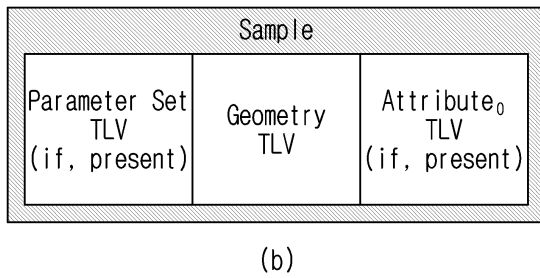 Sample
Parameter Set
TLV
(if, present)
Geometry
TLV
Attribute₀
TLV
(if, present)
(b)